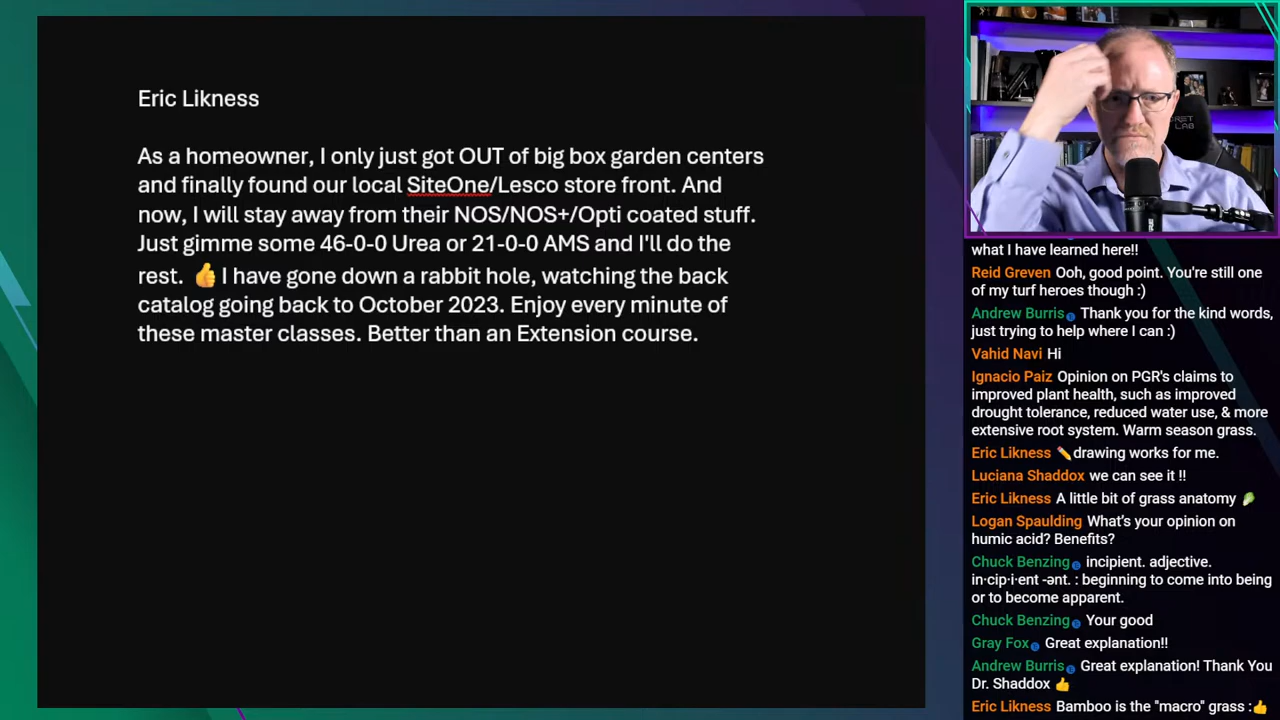 Eric Likness
As a homeowner, I only just got OUT of big box garden centers
and finally found our local SiteOne/Lesco store front. And
now, I will stay away from their NOS/NOS+/Opti coated stuff.
Just gimme some 46-0-0 Urea or 21-0-0 AMS and I'll do the
rest. 👍 I have gone down a rabbit hole, watching the back
catalog going back to October 2023. Enjoy every minute of
these master classes. Better than an Extension course.
RET
LAB
what I have learned here!!
Reid Greven Ooh, good point. You're still one
of my turf heroes though :)
Andrew Burris Thank you for the kind words,
just trying to help where I can :)
Vahid Navi Hi
Ignacio Paiz Opinion on PGR's claims to
improved plant health, such as improved
drought tolerance, reduced water use, & more
extensive root system. Warm season grass.
Eric Likness ✏️drawing works for me.
Luciana Shaddox we can see it !!
Eric Likness A little bit of grass anatomy 🥬
Logan Spaulding What's your opinion on
humic acid? Benefits?
Chuck Benzing incipient. adjective.
in·cip·i·ent -ənt. : beginning to come into being
or to become apparent.
Chuck Benzing Your good
Gray Fox Great explanation!!
Andrew Burris Great explanation! Thank You
Dr. Shaddox 👍
Eric Likness Bamboo is the "macro" grass :👍